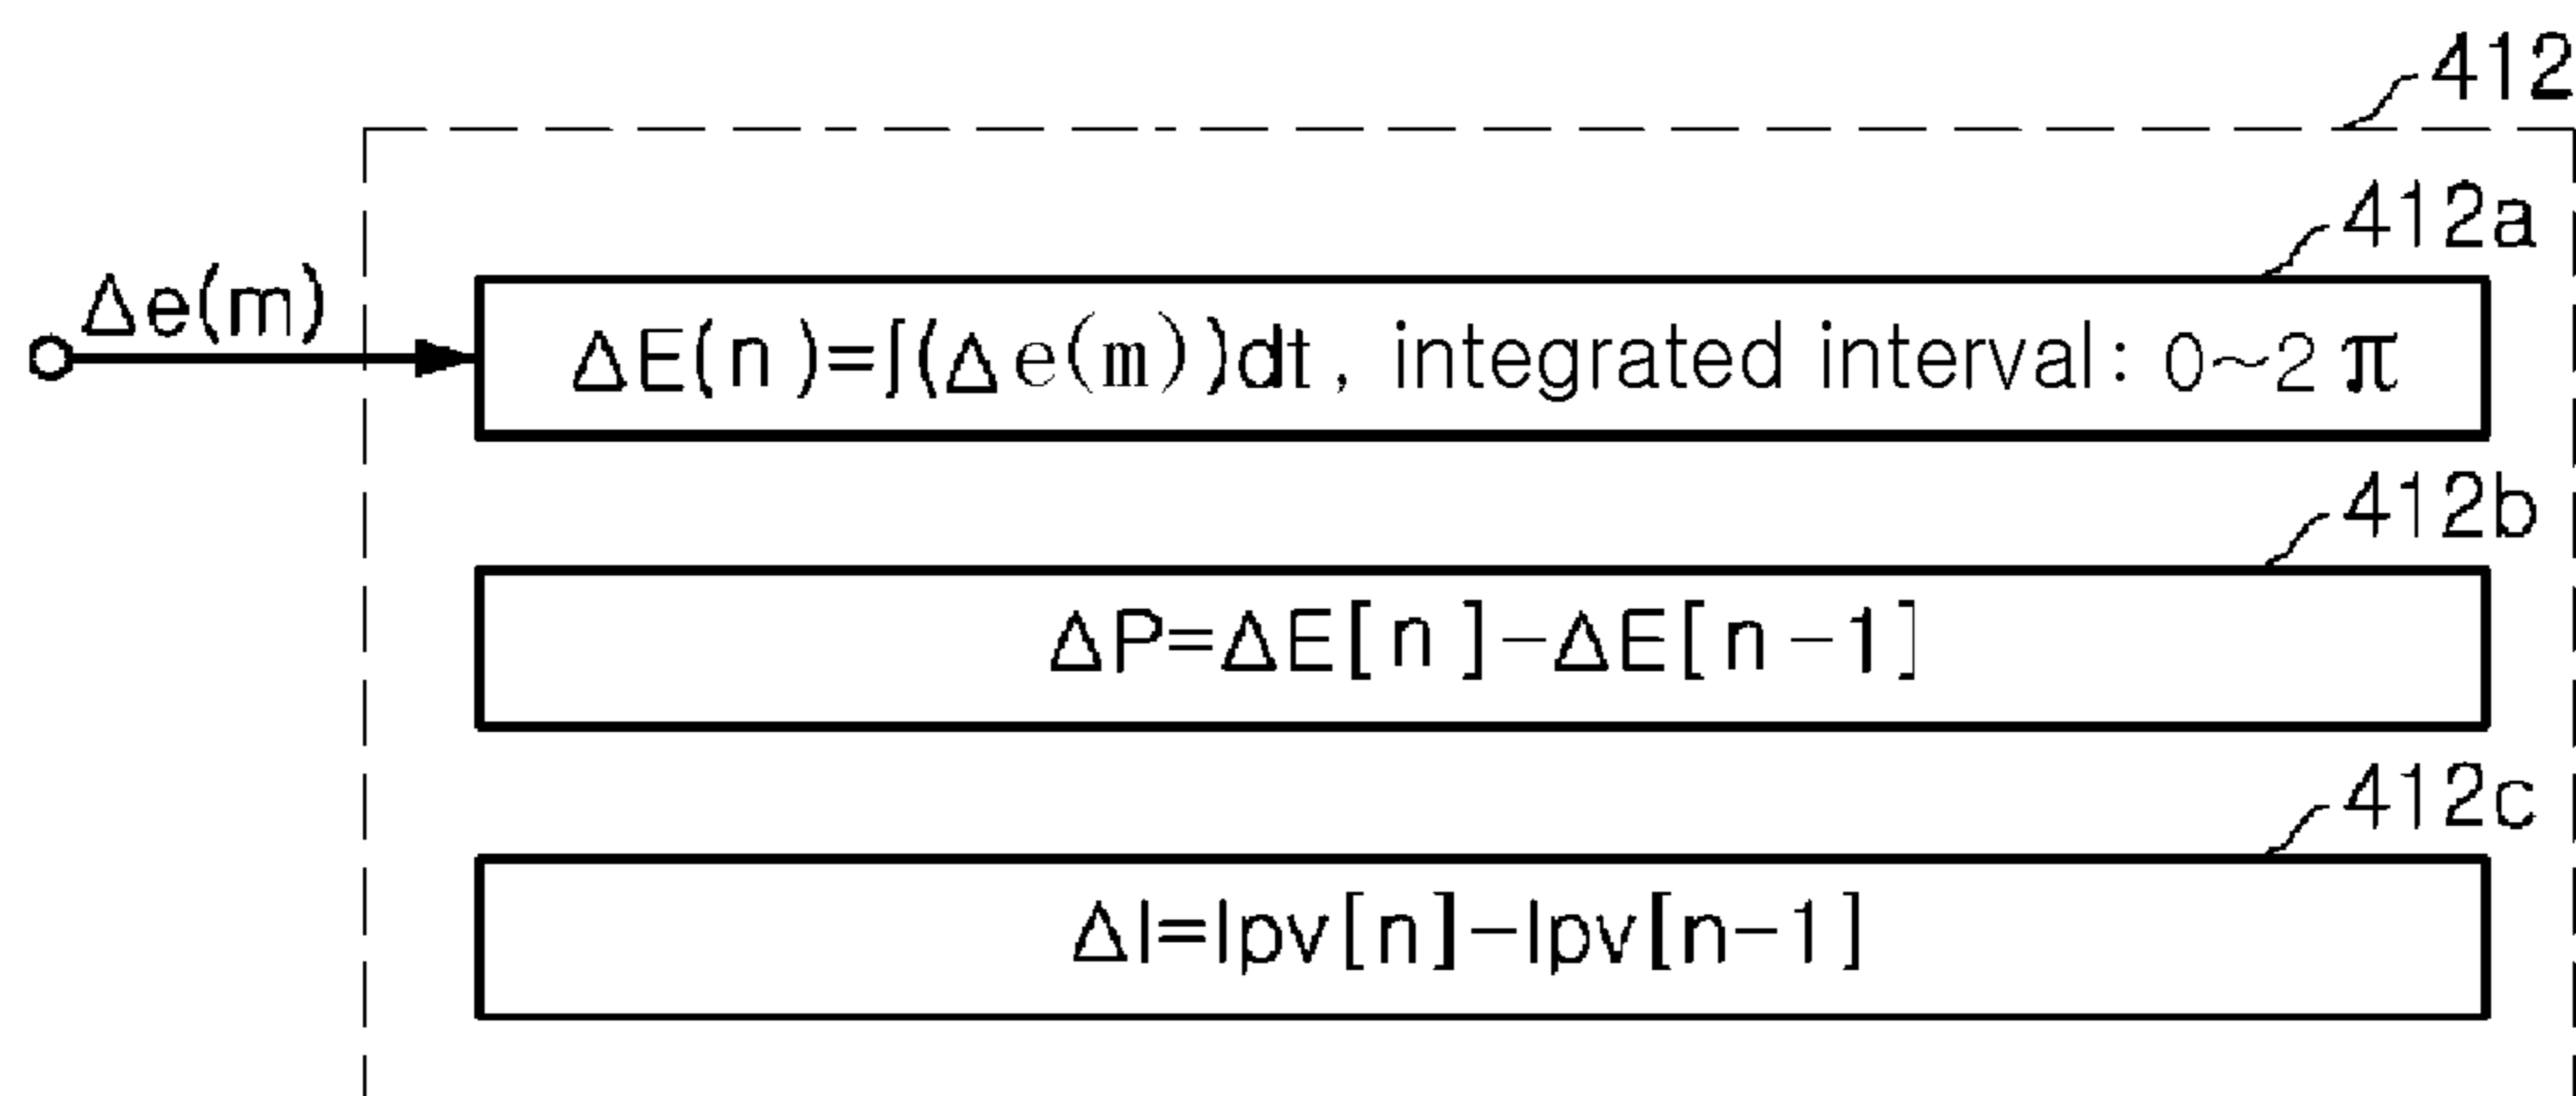 412
412a
Δe(m)
ΔE(n)=∫(Δe(m))dt, integrated interval: 0~2π
412b
ΔP=ΔE[n]-ΔE[n-1]
412c
ΔI=Ipv[n]-Ipv[n-1]